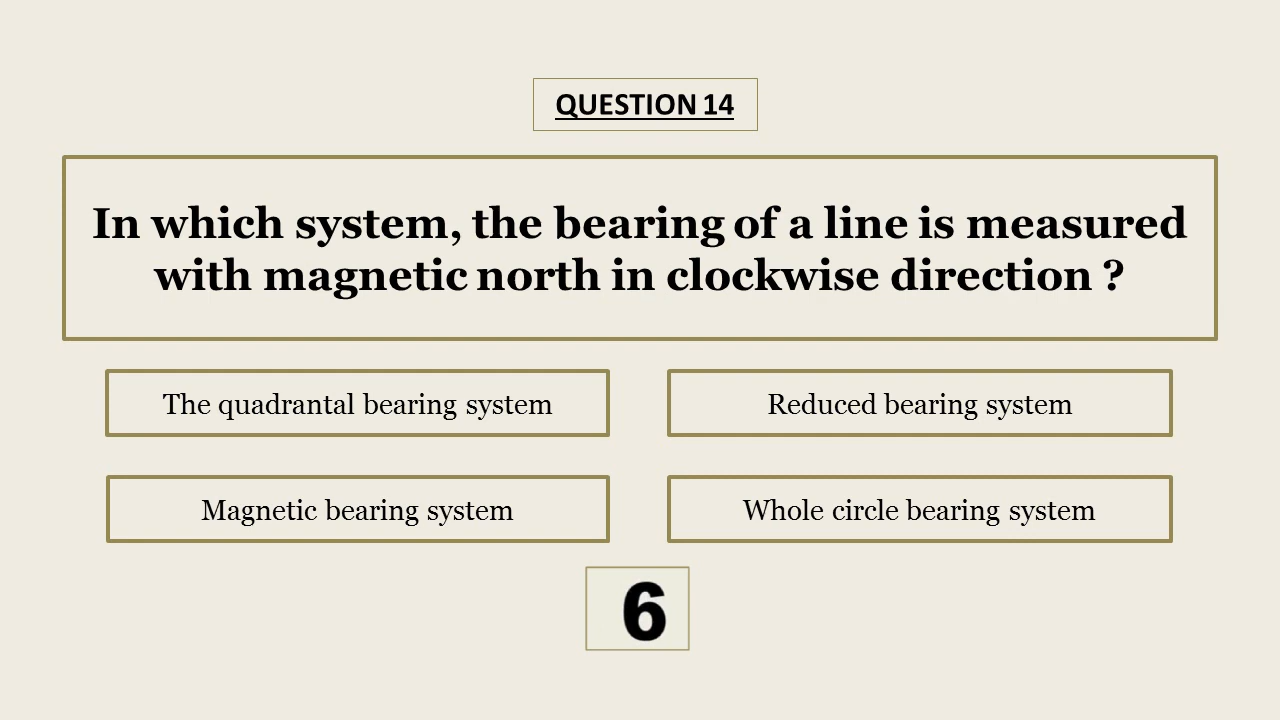 QUESTION 14
In which system, the bearing of a line is measured
with magnetic north in clockwise direction ?
The quadrantal bearing system
Reduced bearing system
Magnetic bearing system
Whole circle bearing system
6